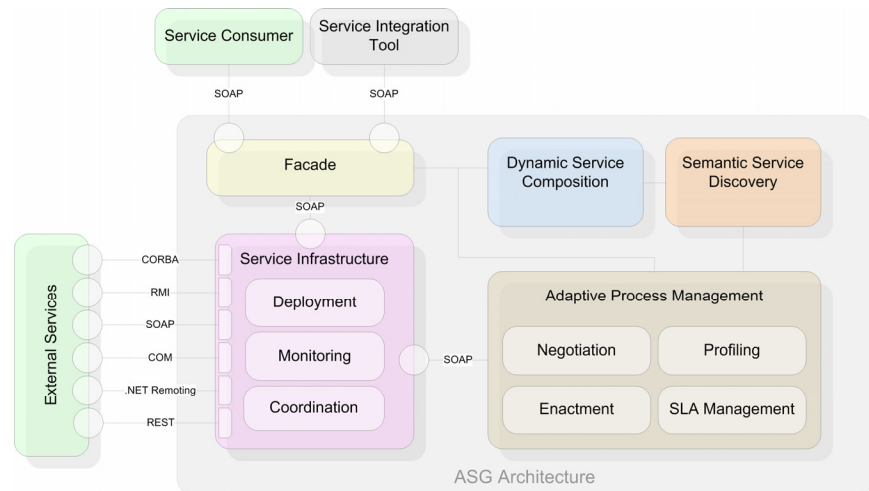 Service Consumer
Service Integration
Tool
SOAP
SOAP
Facade
Dynamic Service
Composition
Semantic Service
Discovery
SOAP
External Services
CORBA
RMI
SOAP
COM
.NET Remoting
REST
Service Infrastructure
Deployment
Monitoring
Coordination
SOAP
Adaptive Process Management
Negotiation
Profiling
Enactment
SLA Management
ASG Architecture